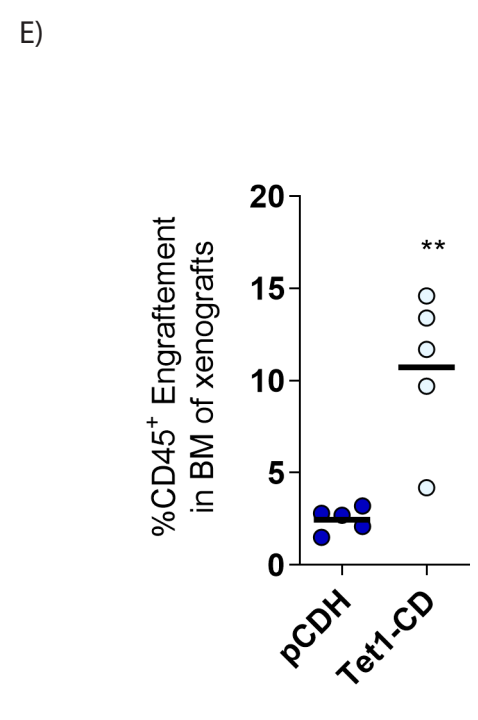 E)
%CD45+ Engraftement
in BM of xenografts
20
15
10
5
0
**
pCDH
Tet1-CD